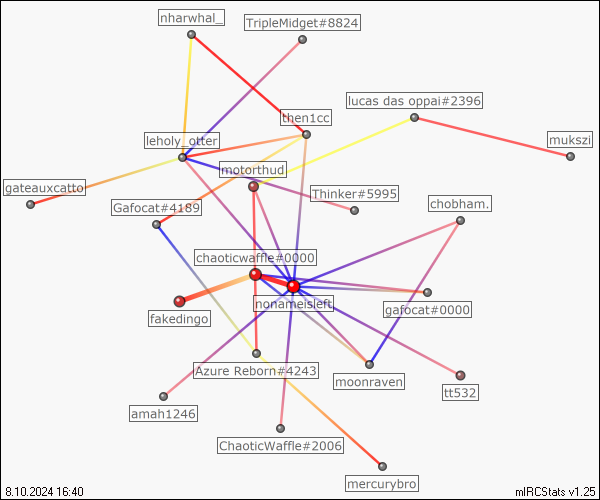 nharwhal_
TripleMidget#8824
lucas das oppai#2396
then1cc
leholy_otter
mukszi
motorthud
gateauxcatto
Thinker#5995
Gafocat#4189
chobham.
chaoticwaffle#0000
nonameisleft
gafocat#0000
fakedingo
Azure Reborn#4243
moonraven
tt532
amah1246
ChaoticWaffle#2006
mercurybro
8.10.2024 16:40
mIRCStats v1.25